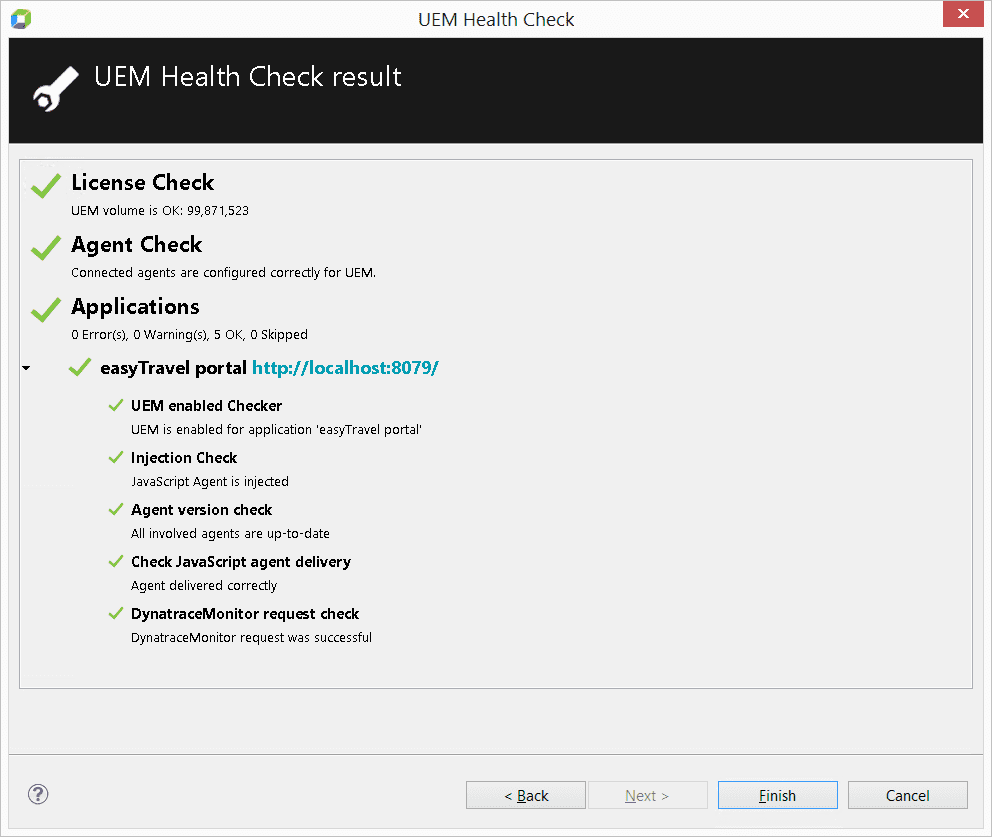 UEM Health Check
UEM Health Check result
License Check
UEM volume is OK: 99,871,523
Agent Check
Connected agents are configured correctly for UEM.
Applications
0 Error(s), 0 Warning(s), 5 OK, 0 Skipped
easyTravel portal http://localhost:8079/
UEM enabled Checker
UEM is enabled for application 'easyTravel portal'
Injection Check
JavaScript Agent is injected
Agent version check
All involved agents are up-to-date
Check JavaScript agent delivery
Agent delivered correctly
DynatraceMonitor request check
DynatraceMonitor request was successful
? < Back Next > Finish Cancel